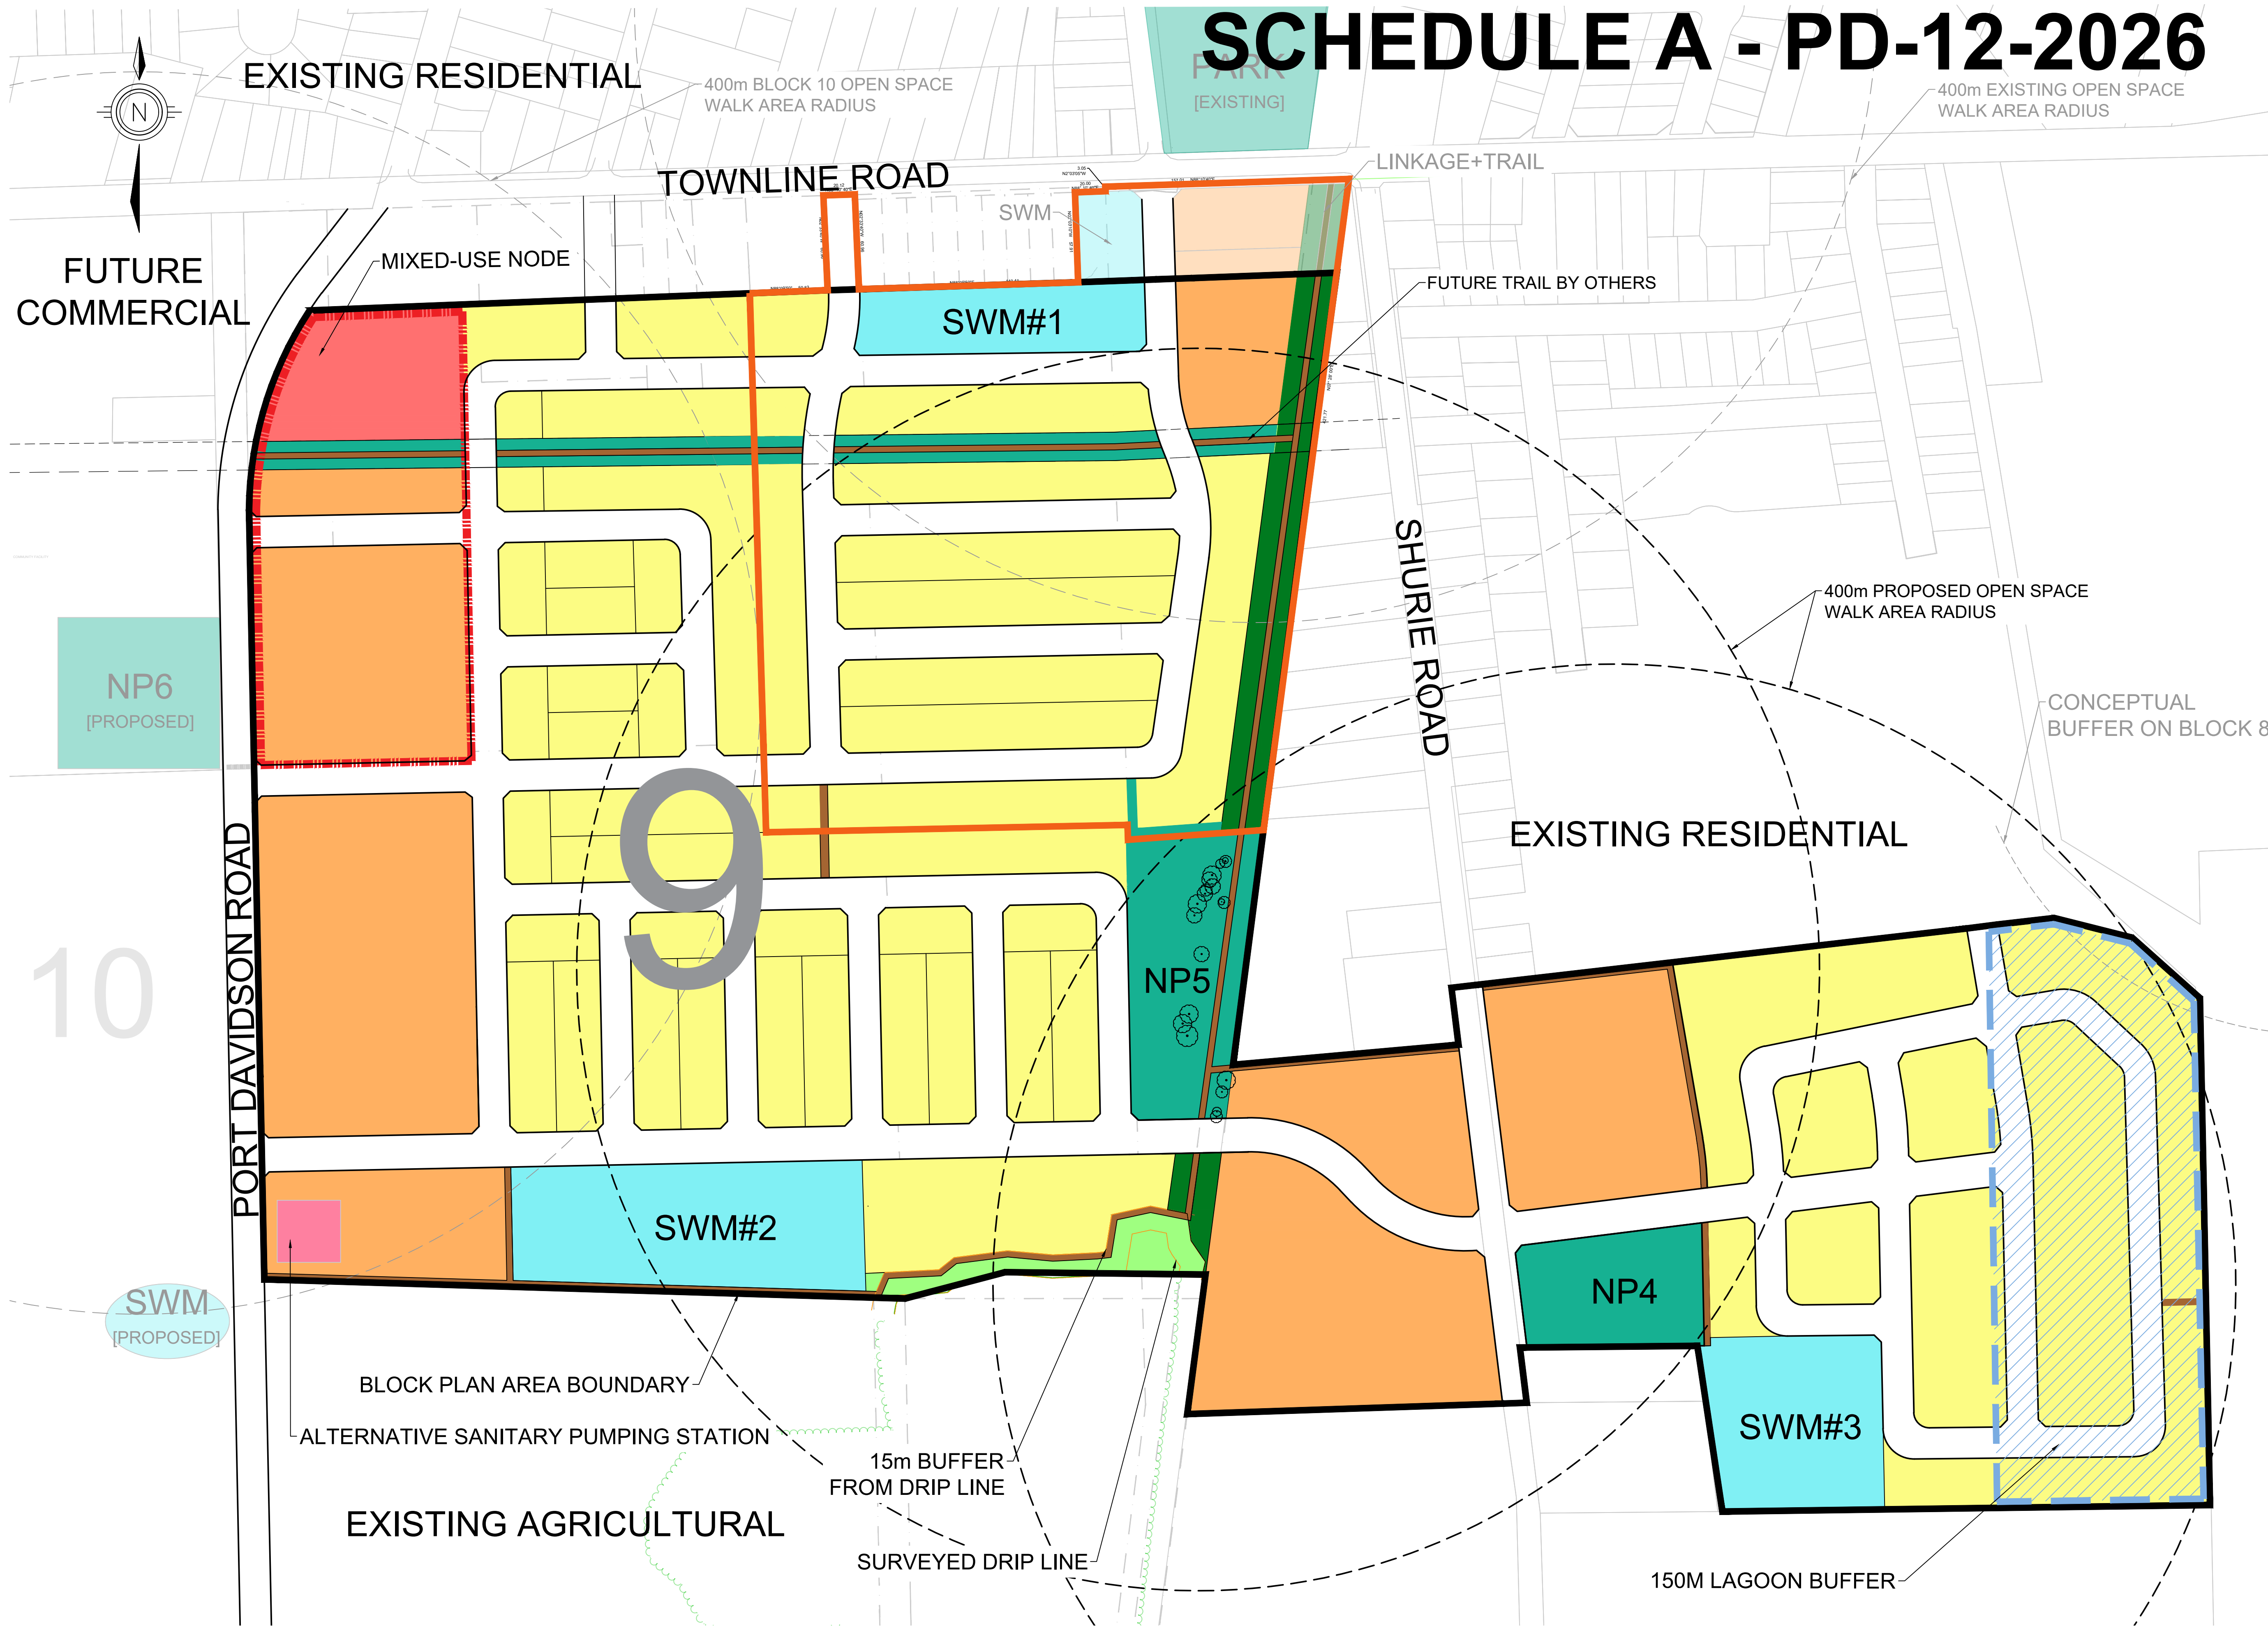 SCHEDULE A - PD-12-2026
EXISTING RESIDENTIAL
400m BLOCK 10 OPEN SPACE
WALK AREA RADIUS
PARK
[EXISTING]
400m EXISTING OPEN SPACE
WALK AREA RADIUS
N
TOWNLINE ROAD
LINKAGE+TRAIL
SWM
MIXED-USE NODE
FUTURE
COMMERCIAL
FUTURE TRAIL BY OTHERS
SWM#1
SHURIE ROAD
400m PROPOSED OPEN SPACE
WALK AREA RADIUS
NP6
[PROPOSED]
CONCEPTUAL
BUFFER ON BLOCK 8
9
EXISTING RESIDENTIAL
PORT DAVIDSON ROAD
10
NP5
SWM#2
NP4
SWM
[PROPOSED]
BLOCK PLAN AREA BOUNDARY
SWM#3
ALTERNATIVE SANITARY PUMPING STATION
15m BUFFER
FROM DRIP LINE
EXISTING AGRICULTURAL
SURVEYED DRIP LINE
150M LAGOON BUFFER